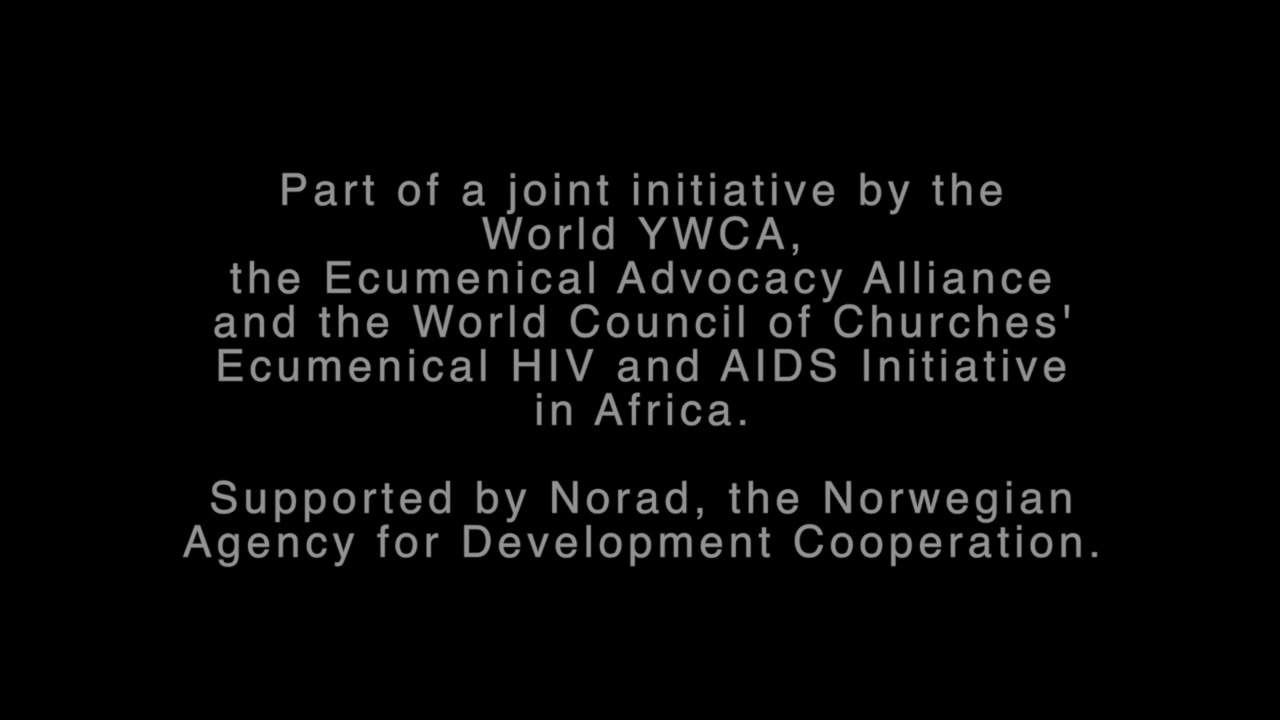 Part of a joint initiative by the
World YWCA,
the Ecumenical Advocacy Alliance
and the World Council of Churches'
Ecumenical HIV and AIDS Initiative
in Africa.
Supported by Norad, the Norwegian
Agency for Development Cooperation.